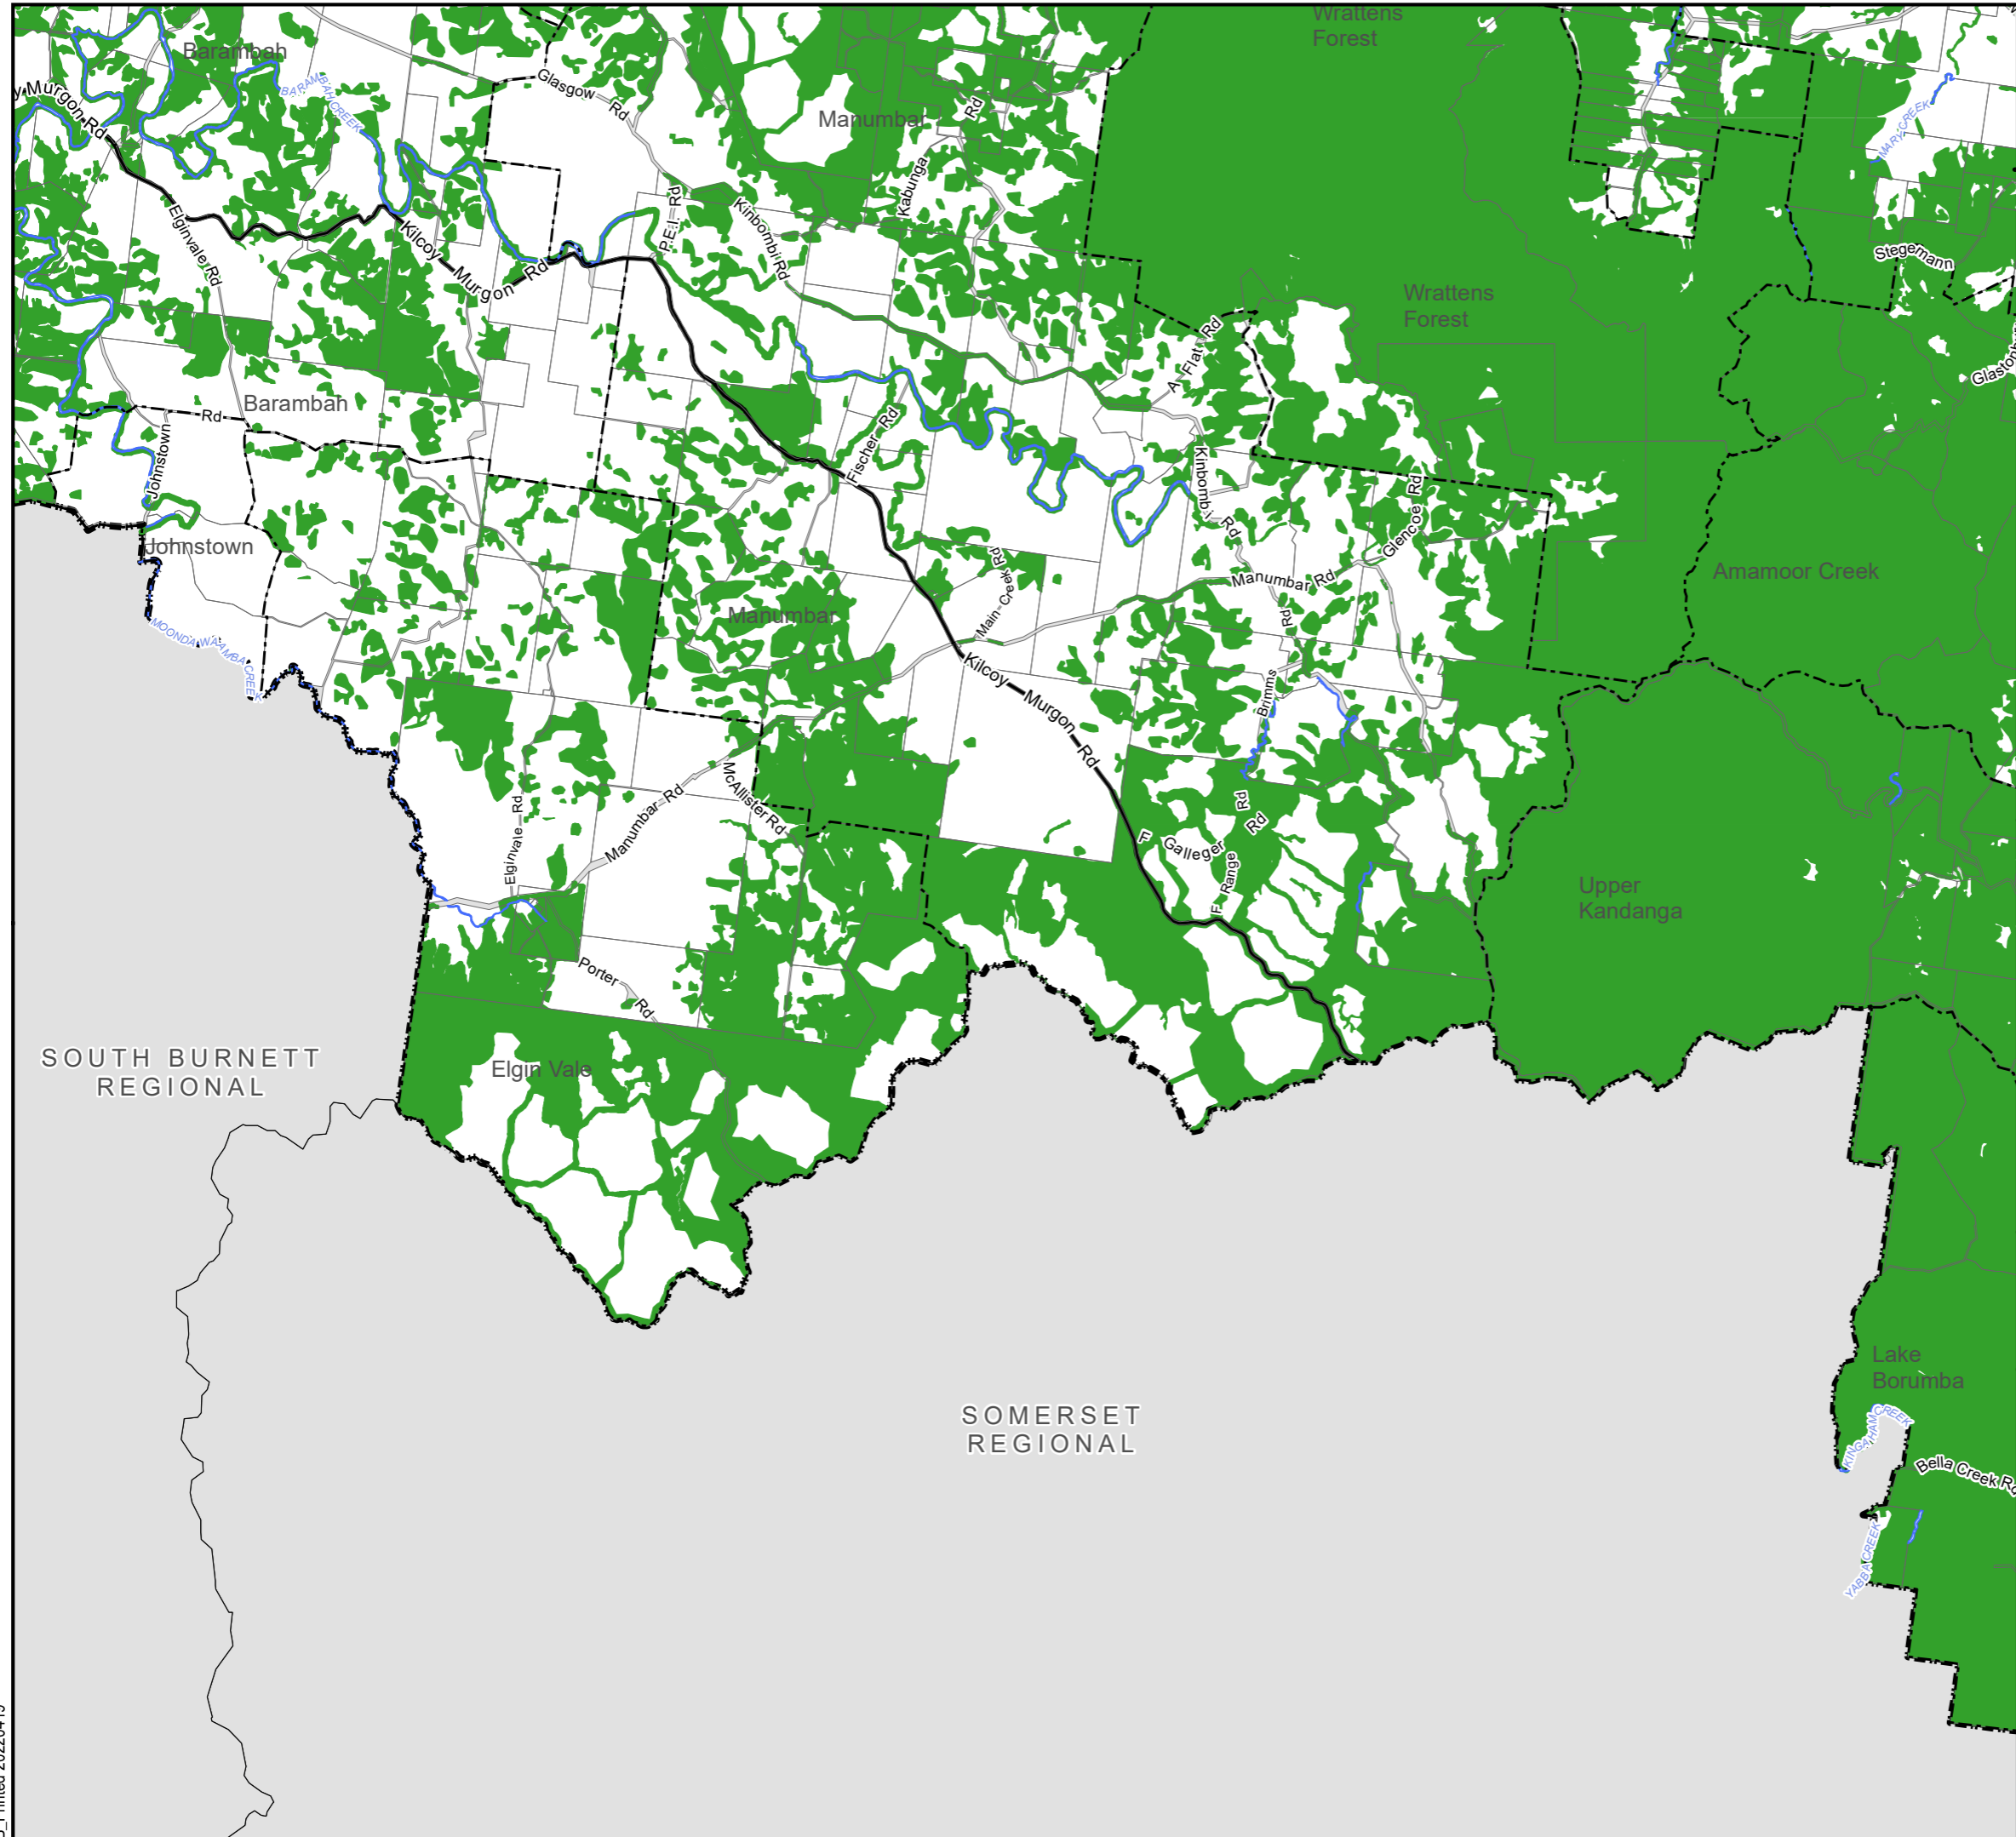 Wrattens
Forest
Barambah
BARAMBAH CREEK
y Murgon Rd
Glasgow Rd
Manumbar
Rd
Kabunga
MARY CREEK
Elginvale Rd
Kilcoy Murgon Rd
P.E.I. Rd
Kinbombi Rd
Stegemann
Wrattens
Forest
A Flat Rd
Barambah
Rd
Johnstown
Fischer Rd
Kinbombi Rd
Glencoe Rd
Johnstown
Main Creek Rd
Manumbar Rd
Rd
Amamoor Creek
Manumbar
Kilcoy Murgon Rd
Brimms
McAllister Rd
Elginvale Rd
Manumbar Rd
Rd
F Galleger Rd
F. Range
Upper
Kandanga
Porter Rd
SOUTH BURNETT
REGIONAL
Elgin Vale
Lake
Borumba
SOMERSET
REGIONAL
KINGAHAM CREEK
Bella Creek Rd
YABBA CREEK